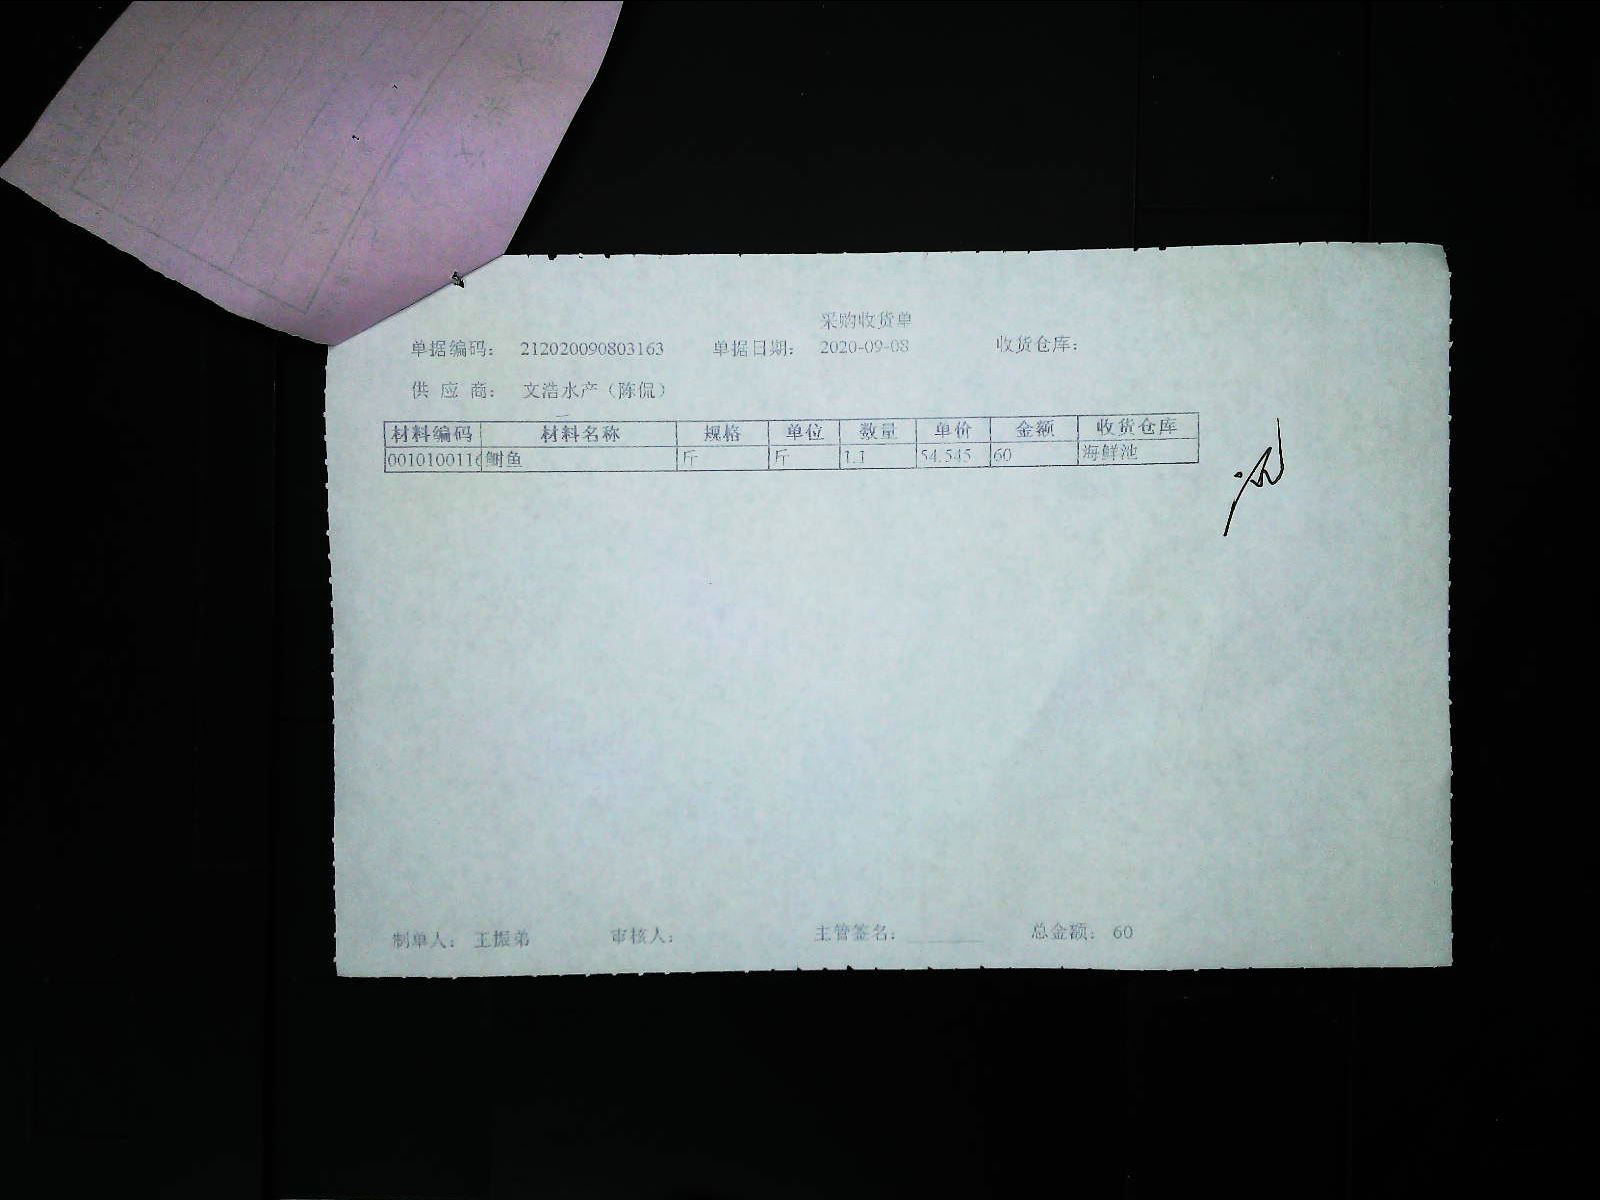 采购收货单
单据编码： 212020090803163 单据日期： 2020-09-08 收货仓库：
供 应 商： 文浩水产（陈侃）
材料编码 材料名称 规格 单位 数量 单价 金额 收货仓库
0010100116 鲥鱼 斤 斤 1.1 54.545 60 海鲜池
制单人： 王振弟 审核人： 主管签名： 总金额： 60